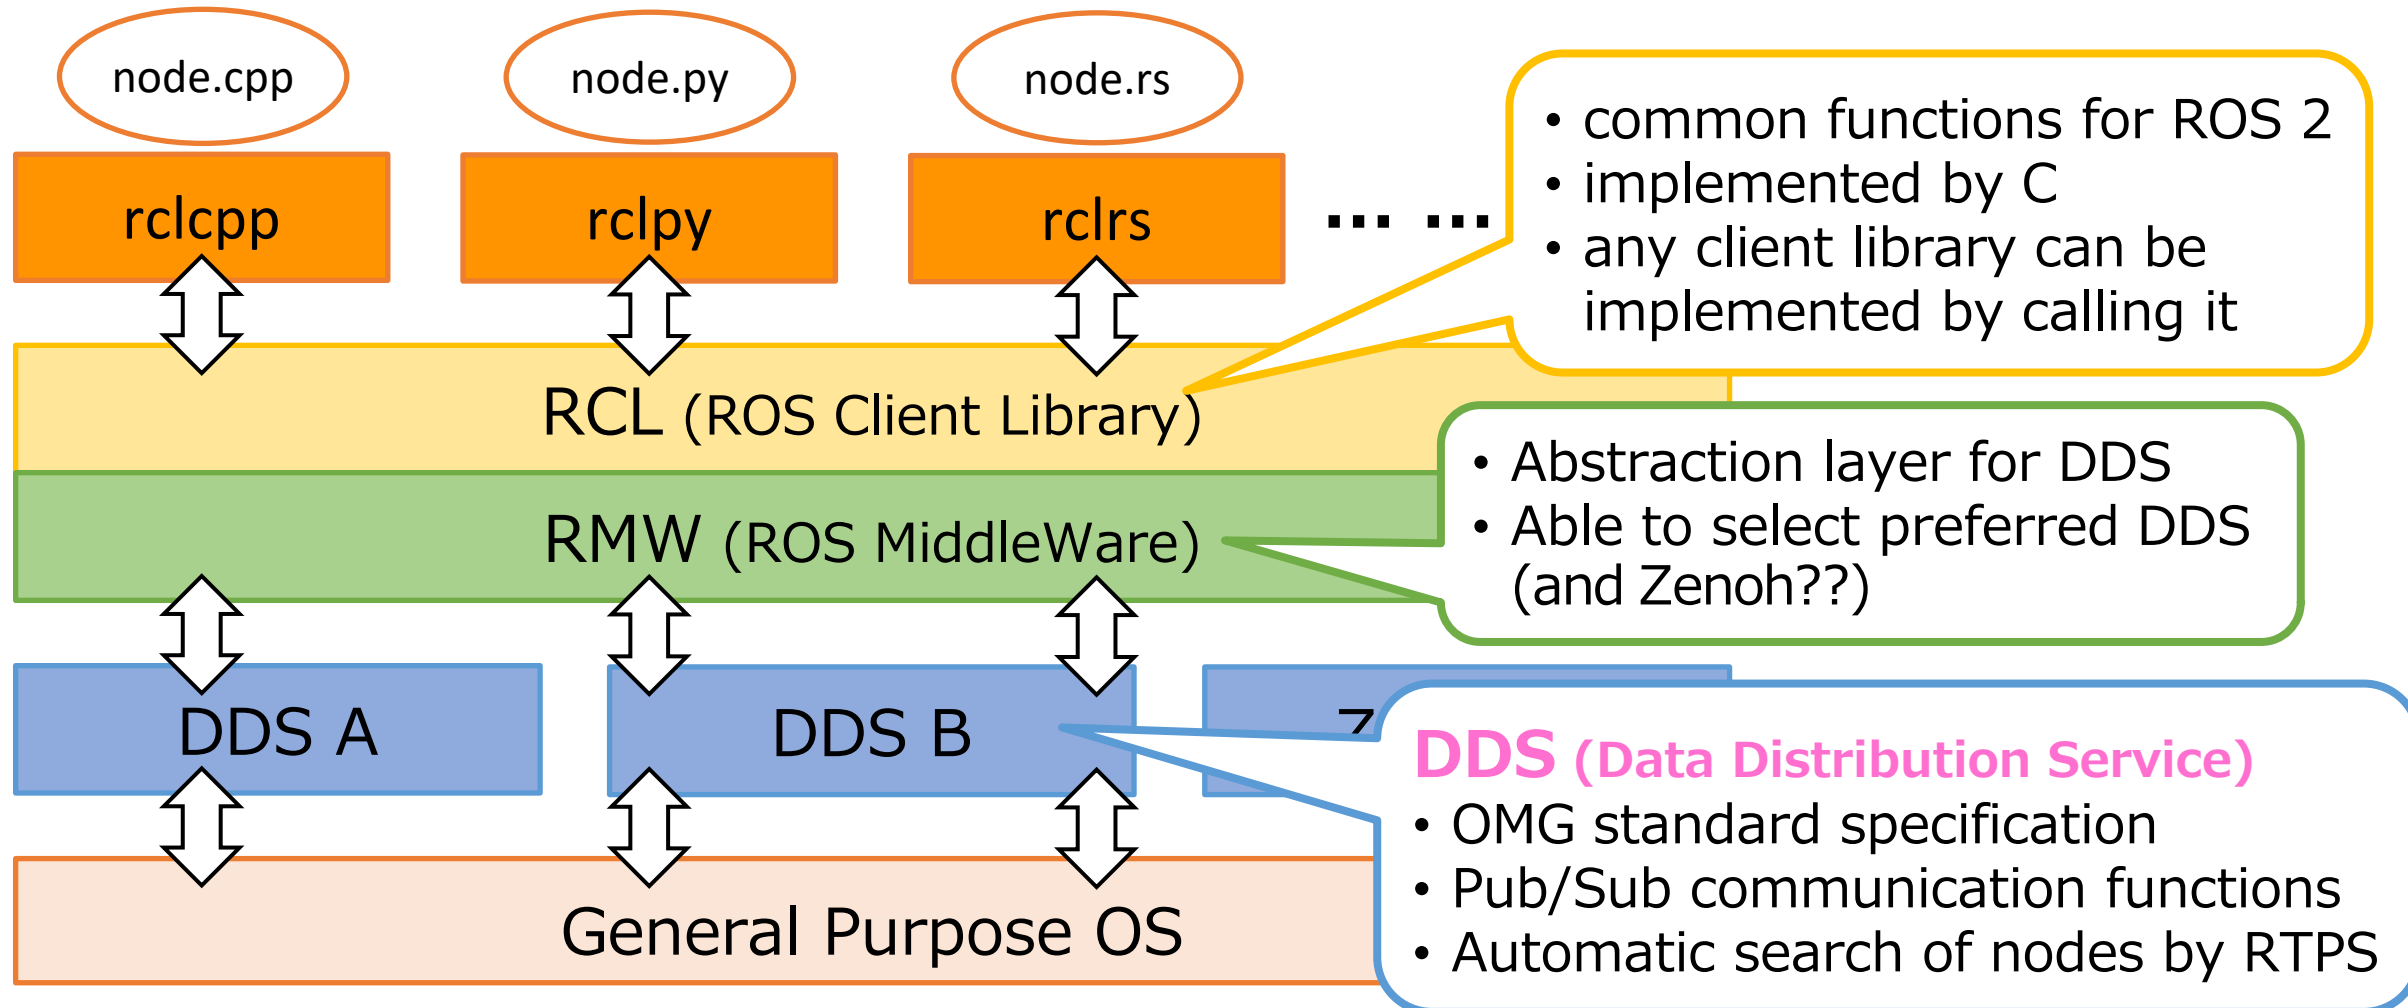 node.cpp
node.py
node.rs
rclcpp
rclpy
rclrs
... ...
• common functions for ROS 2
• implemented by C
• any client library can be
implemented by calling it
RCL (ROS Client Library)
• Abstraction layer for DDS
• Able to select preferred DDS
(and Zenoh??)
RMW (ROS MiddleWare)
DDS A
DDS B
DDS (Data Distribution Service)
• OMG standard specification
• Pub/Sub communication functions
• Automatic search of nodes by RTPS
General Purpose OS